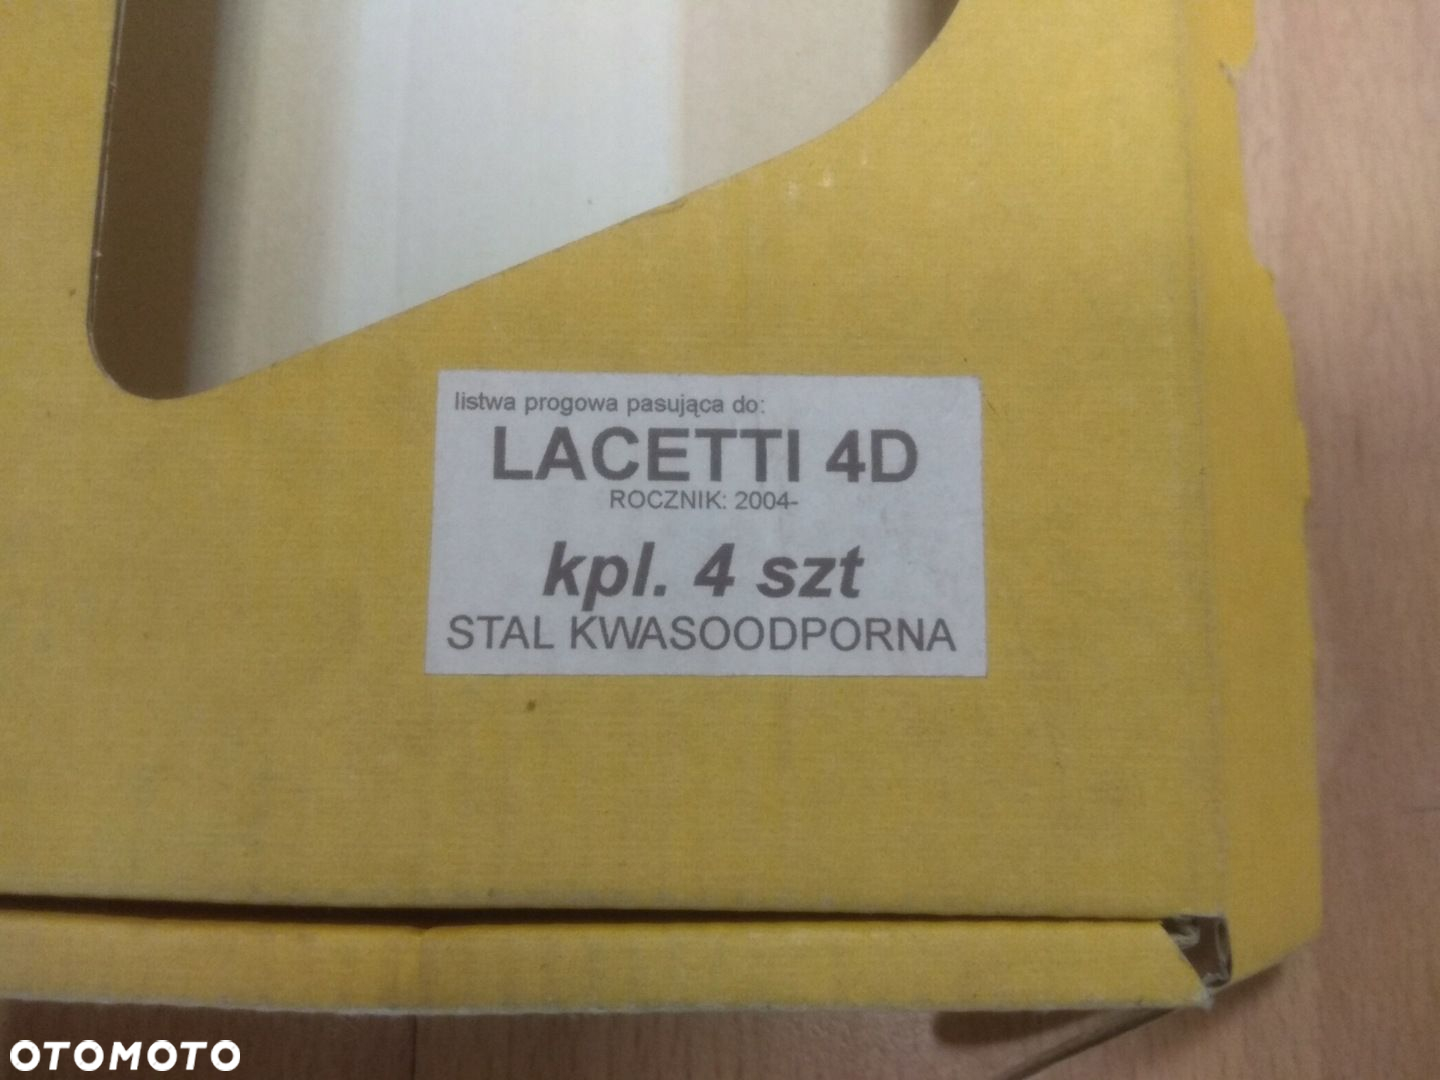 listwa progowa pasująca do:
LACETTI 4D
ROCZNIK: 2004-
kpl. 4 szt
STAL KWASOODPORNA
OTOMOTO